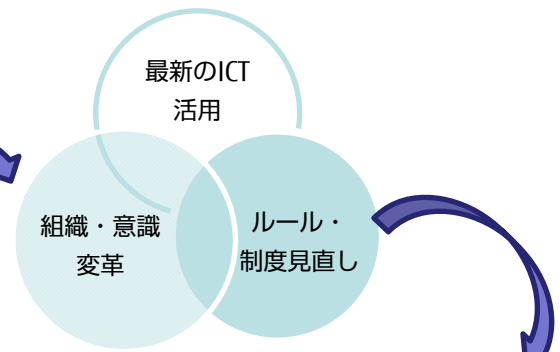 最新のICT
活用
組織・意識
変革
ルール・
制度見直し